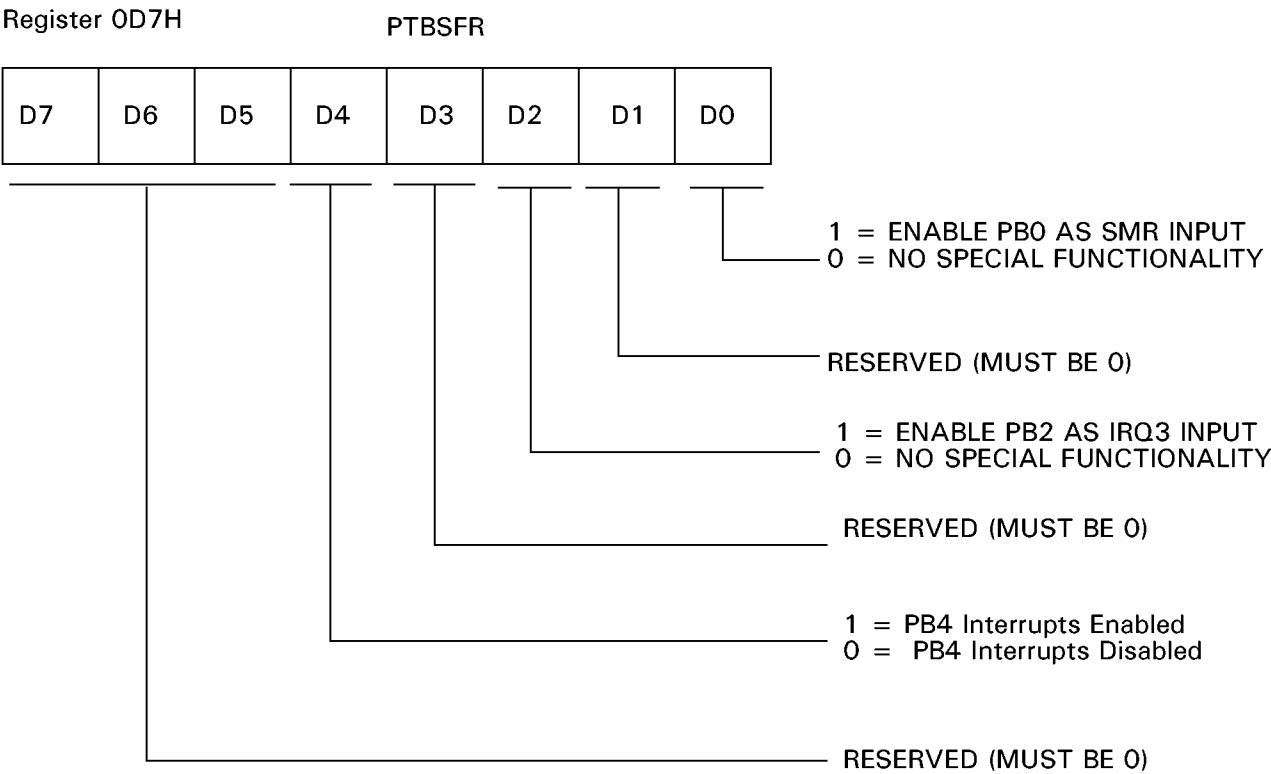 Register 0D7H
PTBSFR
D7 D6 D5 D4 D3 D2 D1 D0
1 = ENABLE PB0 AS SMR INPUT
0 = NO SPECIAL FUNCTIONALITY
RESERVED (MUST BE 0)
1 = ENABLE PB2 AS IRQ3 INPUT
0 = NO SPECIAL FUNCTIONALITY
RESERVED (MUST BE 0)
1 = PB4 Interrupts Enabled
0 = PB4 Interrupts Disabled
RESERVED (MUST BE 0)